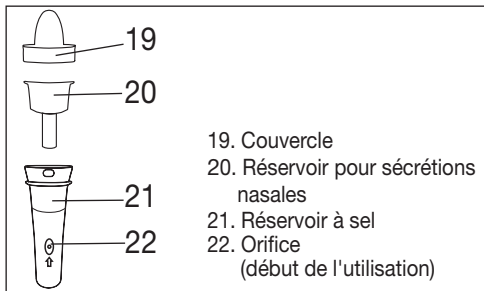 19
20
21
22
19. Couvercle
20. Réservoir pour sécrétions
nasales
21. Réservoir à sel
22. Orifice
(début de l'utilisation)